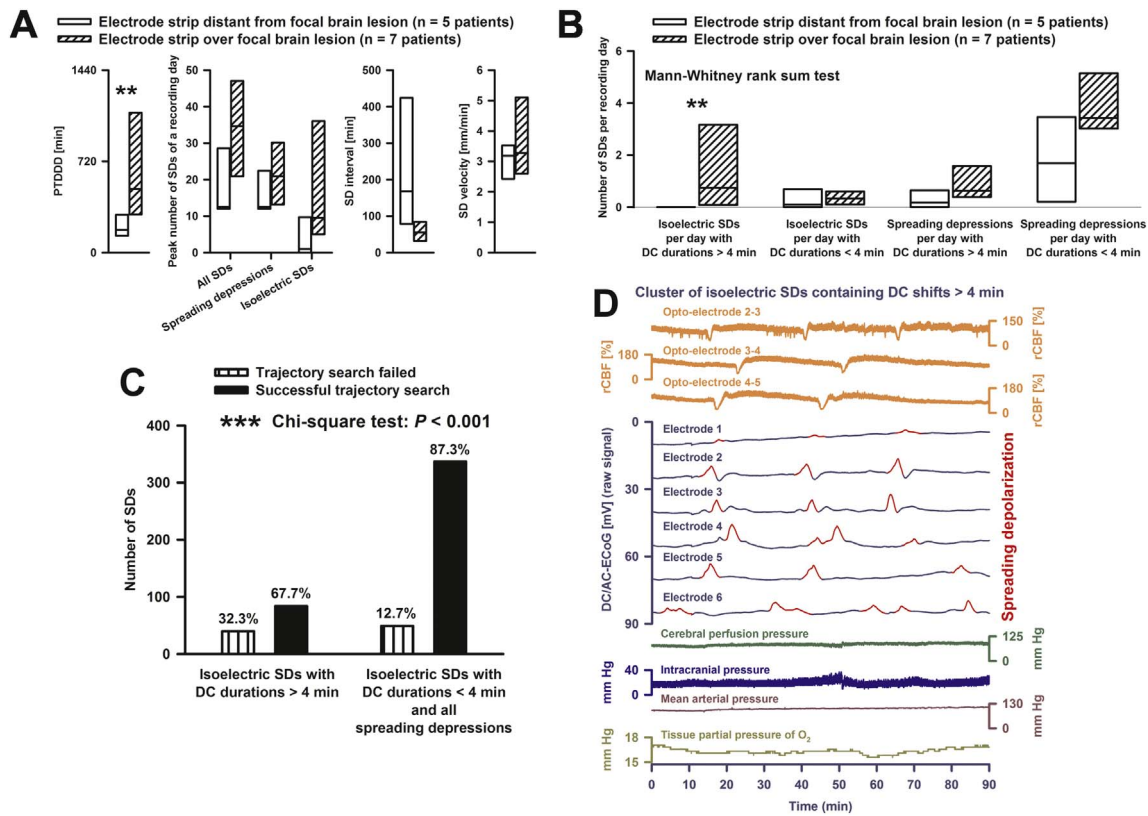 A
Electrode strip distant from focal brain lesion (n = 5 patients)
Electrode strip over focal brain lesion (n = 7 patients)
PTDDD [min]
1440
720
0
**
Peak number of SDs of a recording day
50
40
30
20
10
0
All SDs
Spreading depressions
Isoelectric SDs
SD interval [min]
500
400
300
200
100
0
SD velocity [mm/min]
6
5
4
3
2
1
0
B
Electrode strip distant from focal brain lesion (n = 5 patients)
Electrode strip over focal brain lesion (n = 7 patients)
Number of SDs per recording day
6
4
2
0
Mann-Whitney rank sum test
**
Isoelectric SDs
per day with
DC durations > 4 min
Isoelectric SDs
per day with
DC durations < 4 min
Spreading depressions
per day with
DC durations > 4 min
Spreading depressions
per day with
DC durations < 4 min
C
Trajectory search failed
Successful trajectory search
*** Chi-square test: P < 0.001
Number of SDs
400
300
200
100
0
32.3%
67.7%
12.7%
87.3%
Isoelectric SDs with
DC durations > 4 min
Isoelectric SDs with
DC durations < 4 min
and all
spreading depressions
D
Cluster of isoelectric SDs containing DC shifts > 4 min
Opto-electrode 2-3
150
0
rCBF [%]
Opto-electrode 3-4
rCBF [%]
180
0
Opto-electrode 4-5
180
0
rCBF [%]
DC/AC-ECoG [mV] (raw signal)
0
30
60
90
Electrode 1
Electrode 2
Electrode 3
Electrode 4
Electrode 5
Electrode 6
Spreading depolarization
Cerebral perfusion pressure
125
0
mm Hg
Intracranial pressure
mm Hg
40
0
Mean arterial pressure
130
0
mm Hg
Tissue partial pressure of O2
mm Hg
18
15
0 10 20 30 40 50 60 70 80 90
Time (min)